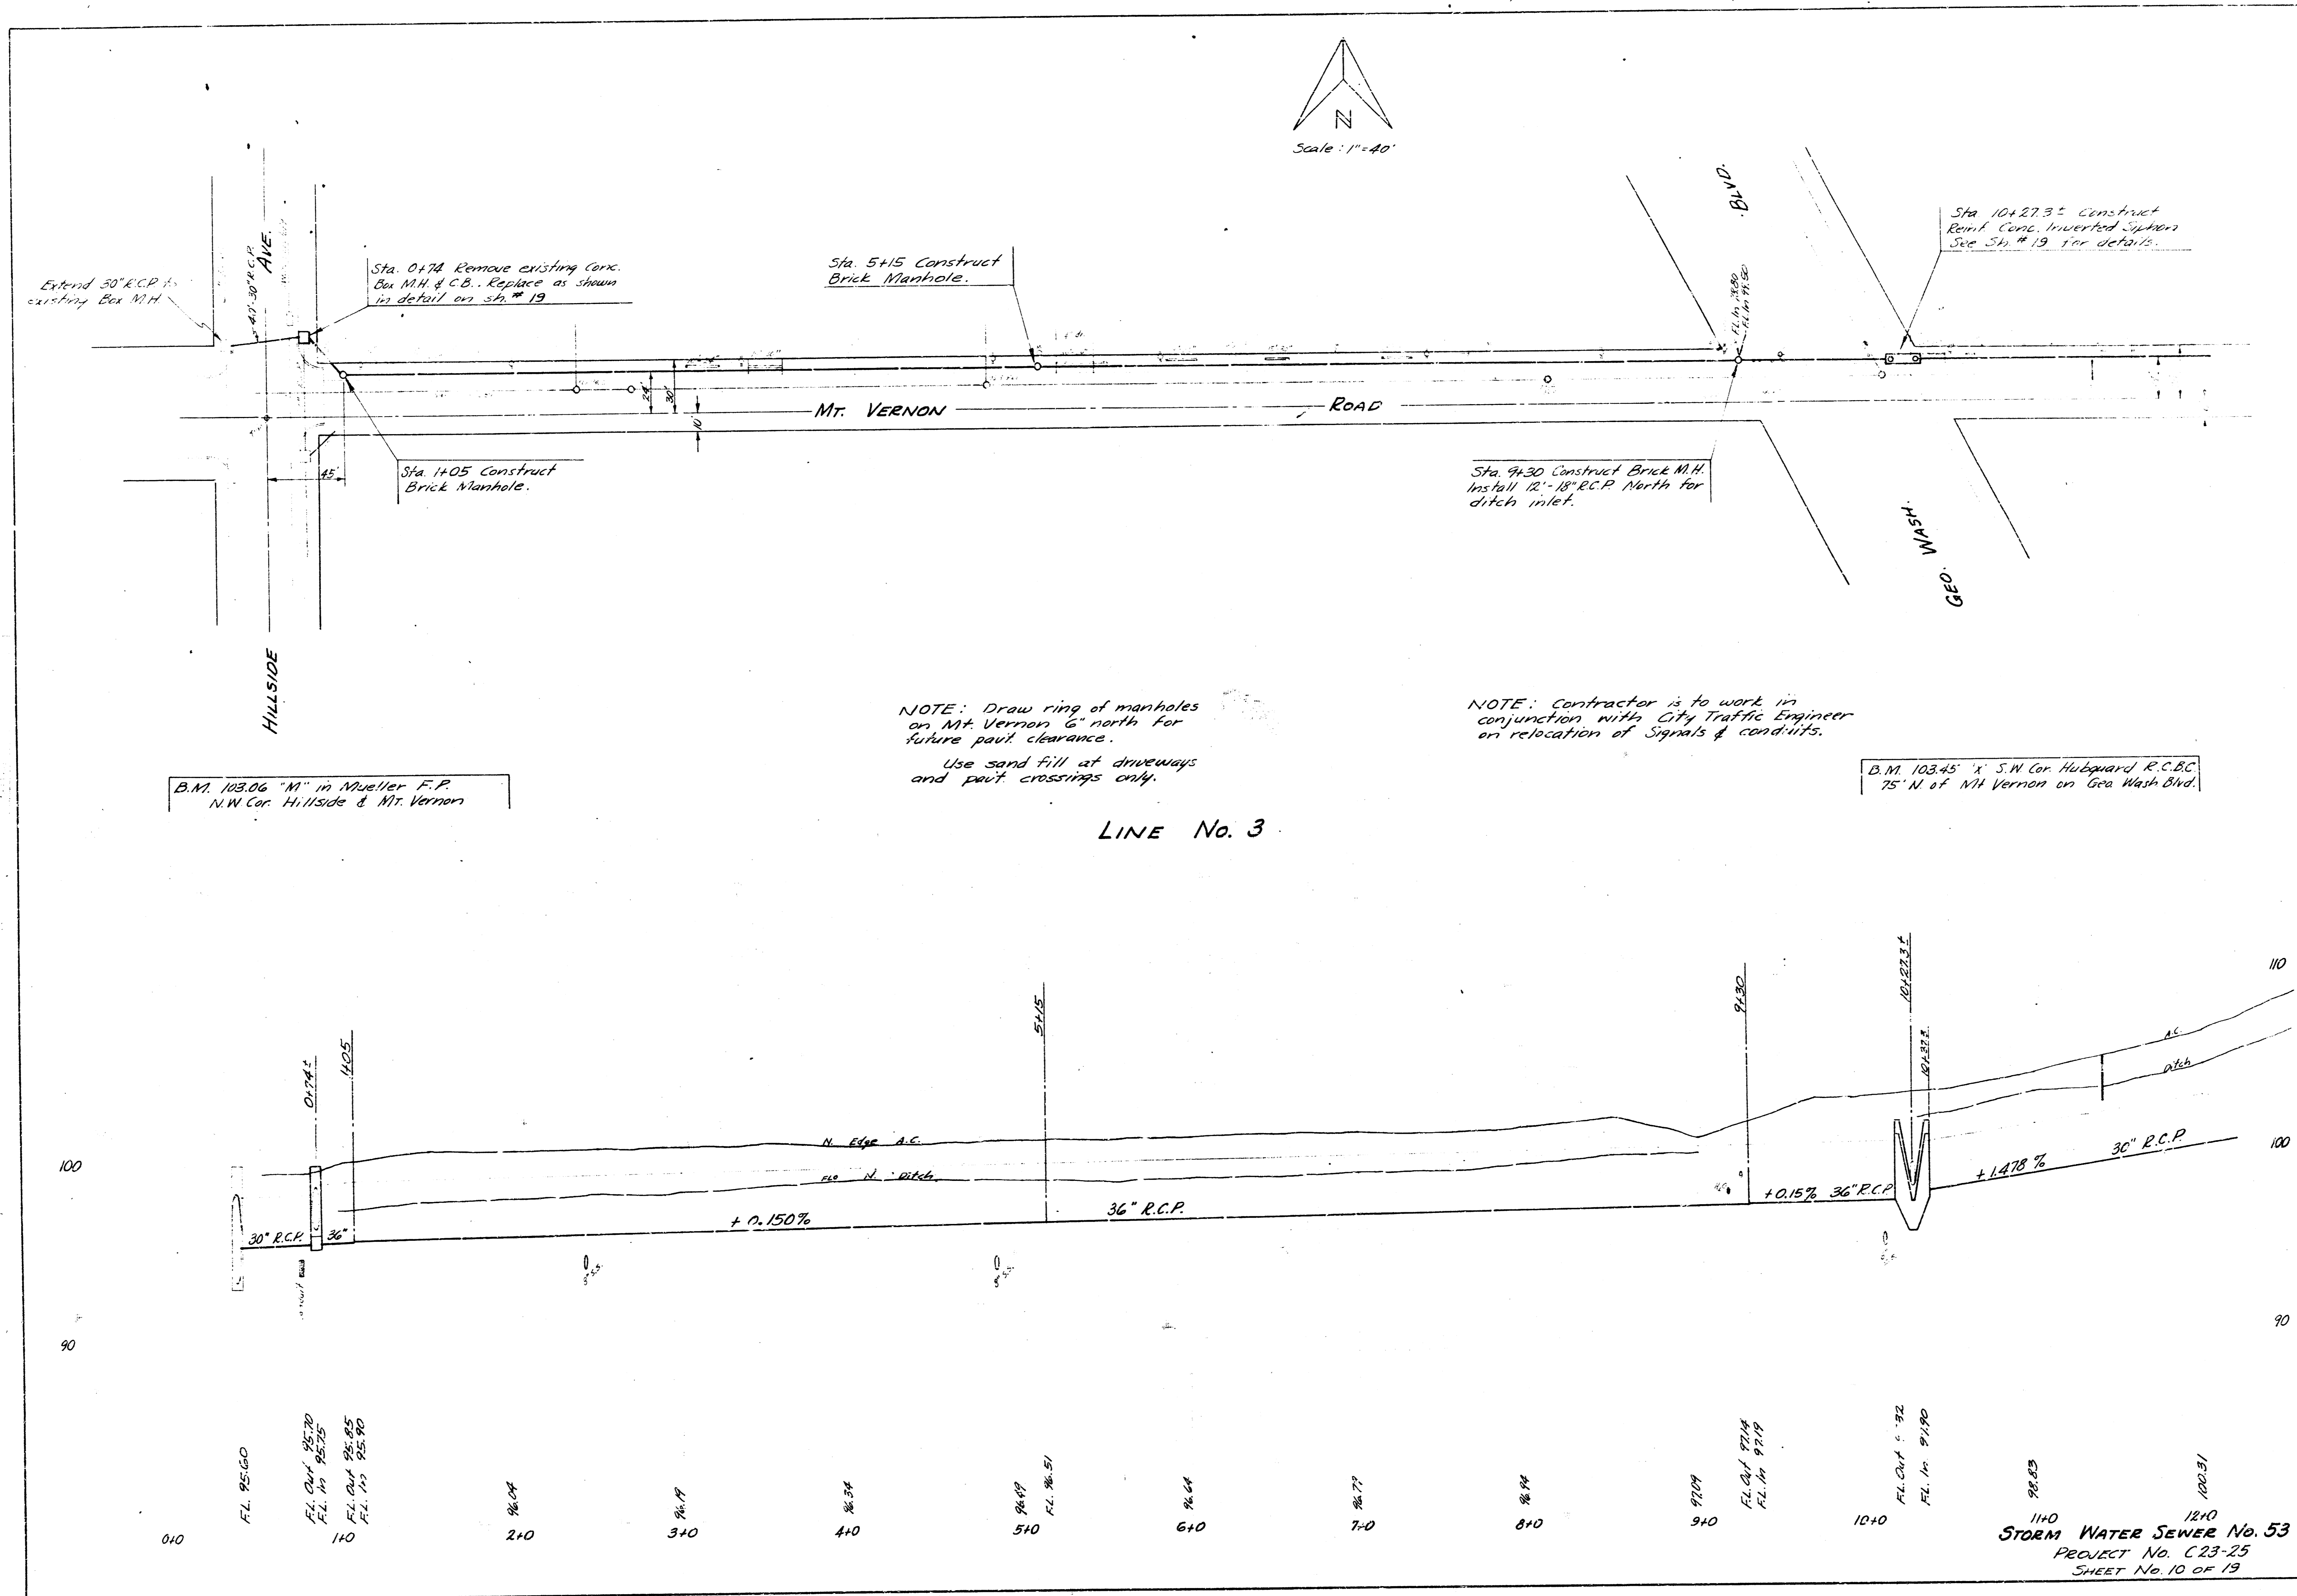 N
Scale : 1"=40'
BLVD.
Sta 10+27.3± Construct
Reinf. Conc. Inverted Siphon
See Sh. # 19 for details.
AVE.
30" R.C.P.
Extend 30" R.C.P. to
existing Box M.H.
Sta. 0+74 Remove existing Conc.
Box M.H. & C.B.. Replace as shown
in detail on sh. # 19
Sta. 5+15 Construct
Brick Manhole.
24'
30'
10'
MT. VERNON ROAD
45'
Sta. 1+05 Construct
Brick Manhole.
Sta. 9+30 Construct Brick M.H.
Install 12'-18" R.C.P. North for
ditch inlet.
GEO. WASH.
HILLSIDE
NOTE: Draw ring of manholes
on Mt. Vernon 6" north for
future pav't. clearance.
Use sand fill at driveways
and pav't. crossings only.
NOTE: Contractor is to work in
conjunction with City Traffic Engineer
on relocation of Signals & conduits.
B.M. 103.06 "M" in Mueller F.P.
N.W Cor. Hillside & MT. Vernon
B.M. 103.45 'x' S.W. Cor. Hubguard R.C.B.C.
75' N. of Mt Vernon on Geo Wash Blvd.
LINE No. 3
110
0+74±
1+05
5+15
9+30
10+27.3±
10+37±
A.C.
Ditch
N. Edge A.C.
FLO N. Ditch
100
100
30" R.C.P.
36"
+ 0.150%
36" R.C.P.
+0.15% 36" R.C.P.
+ 1.478 %
30" R.C.P.
90
90
F.L. 95.60
F.L. Out 95.70
F.L. In 95.75
F.L. Out 95.85
F.L. In 95.90
96.04
96.19
96.34
96.49
F.L. 96.51
96.64
96.79
96.94
97.09
F.L. Out 97.14
F.L. In 97.19
F.L. Out
F.L. In 97.90
98.83
100.31
0+0
1+0
2+0
3+0
4+0
5+0
6+0
7+0
8+0
9+0
10+0
11+0
12+0
STORM WATER SEWER No. 53
PROJECT No. C23-25
SHEET No. 10 OF 19